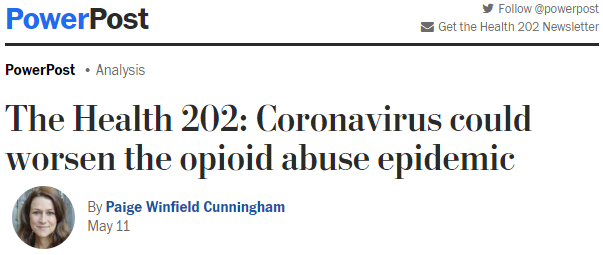 PowerPost
Follow @powerpost
Get the Health 202 Newsletter
PowerPost • Analysis
The Health 202: Coronavirus could
worsen the opioid abuse epidemic
By Paige Winfield Cunningham
May 11